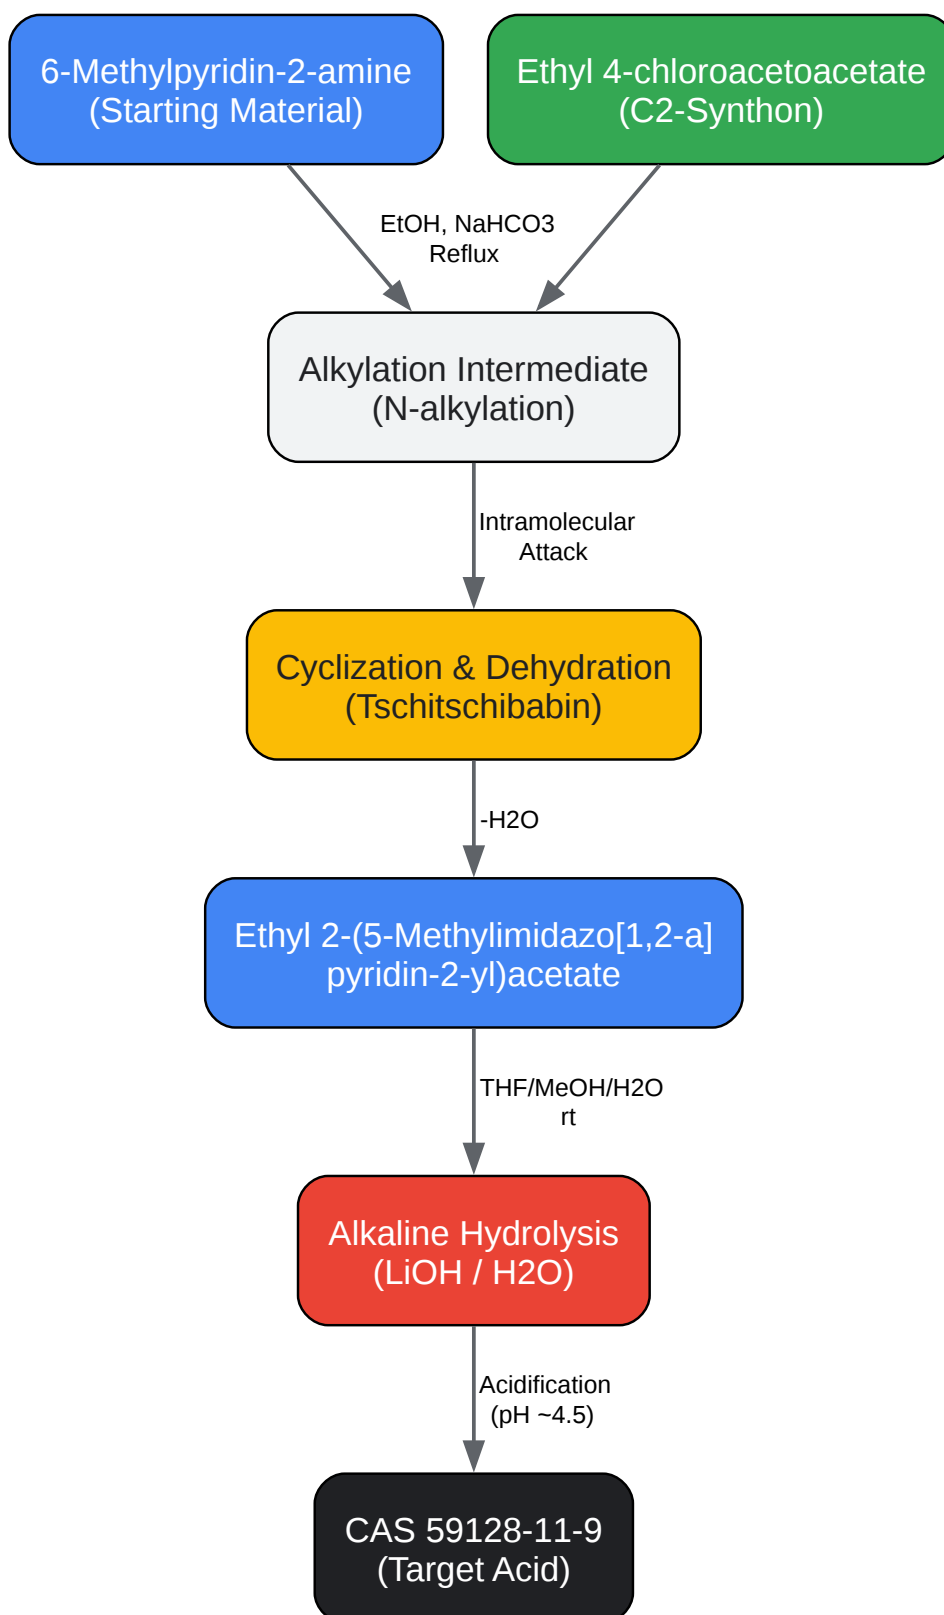 6-Methylpyridin-2-amine
(Starting Material)
Ethyl 4-chloroacetoacetate
(C2-Synthon)
EtOH, NaHCO3
Reflux
Alkylation Intermediate
(N-alkylation)
Intramolecular
Attack
Cyclization & Dehydration
(Tschitschibabin)
-H2O
Ethyl 2-(5-Methylimidazo[1,2-a]
pyridin-2-yl)acetate
THF/MeOH/H2O
rt
Alkaline Hydrolysis
(LiOH / H2O)
Acidification
(pH ~4.5)
CAS 59128-11-9
(Target Acid)